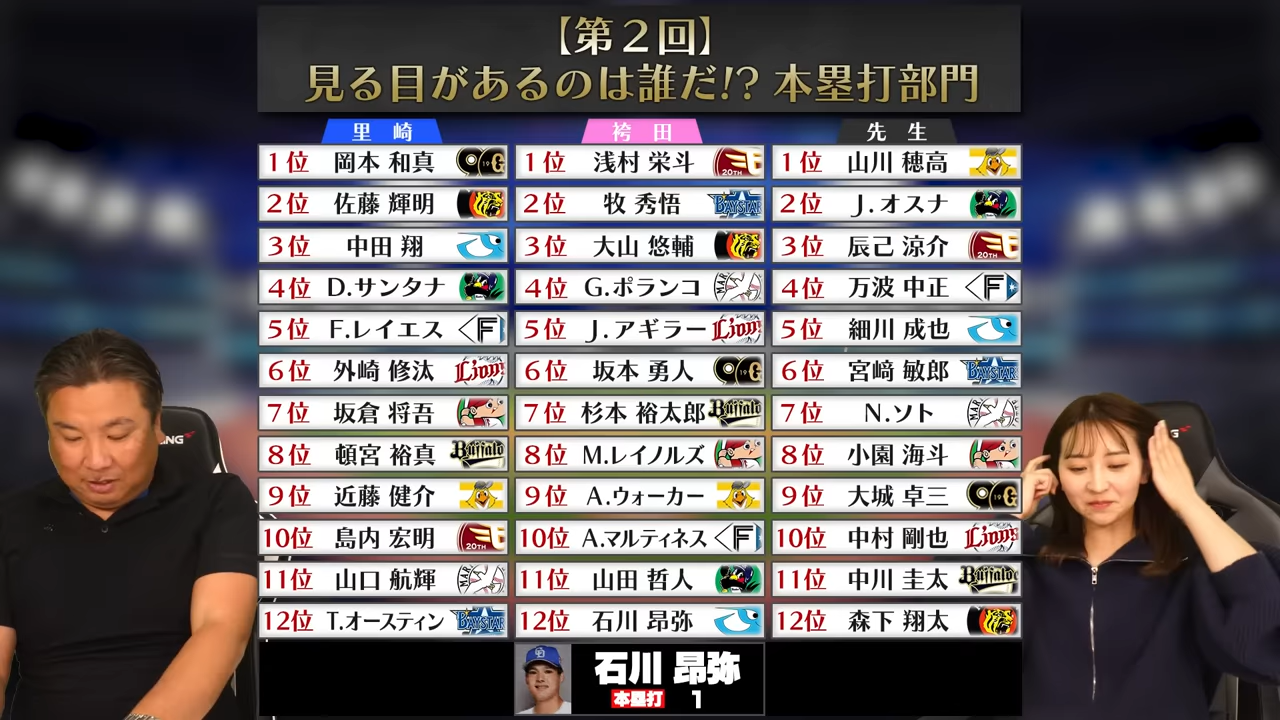 【第２回】
見る目があるのは誰だ!? 本塁打部門
里崎
袴田
先生
1位 岡本 和真
1位 浅村 栄斗
1位 山川 穂高
2位 佐藤 輝明
2位 牧 秀悟
2位 J.オスナ
3位 中田 翔
3位 大山 悠輔
3位 辰己 涼介
4位 D.サンタナ
4位 G.ポランコ
4位 万波 中正
5位 F.レイエス
5位 J.アギラー
5位 細川 成也
6位 外崎 修汰
6位 坂本 勇人
6位 宮﨑 敏郎
7位 坂倉 将吾
7位 杉本 裕太郎
7位 N.ソト
8位 頓宮 裕真
8位 M.レイノルズ
8位 小園 海斗
9位 近藤 健介
9位 A.ウォーカー
9位 大城 卓三
10位 島内 宏明
10位 A.マルティネス
10位 中村 剛也
11位 山口 航輝
11位 山田 哲人
11位 中川 圭太
12位 T.オースティン
12位 石川 昂弥
12位 森下 翔太
石川 昂弥
本塁打 1